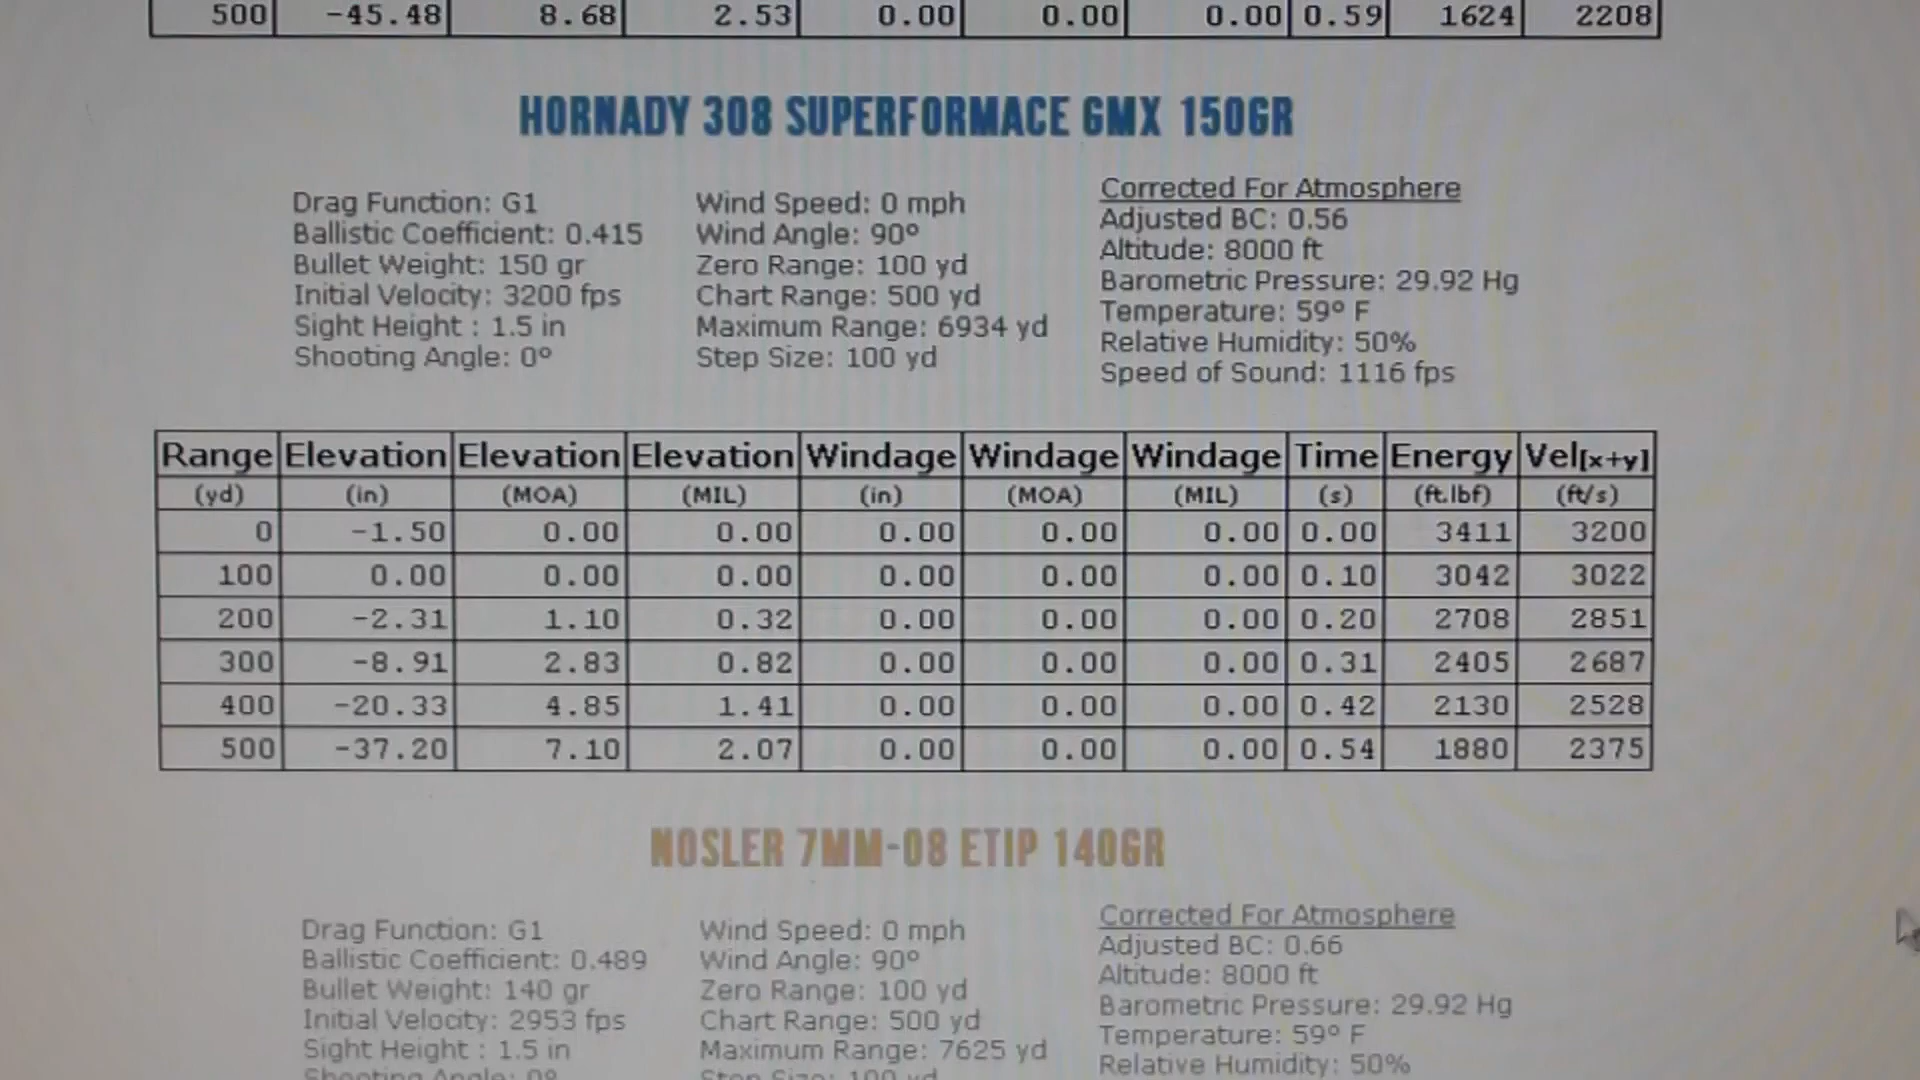 500 -45.48 8.68 2.53 0.00 0.00 0.00 0.59 1624 2208
HORNADY 308 SUPERFORMACE GMX 150GR
Drag Function: G1 Wind Speed: 0 mph Corrected For Atmosphere
Ballistic Coefficient: 0.415 Wind Angle: 90° Adjusted BC: 0.56
Bullet Weight: 150 gr Zero Range: 100 yd Altitude: 8000 ft
Initial Velocity: 3200 fps Chart Range: 500 yd Barometric Pressure: 29.92 Hg
Sight Height : 1.5 in Maximum Range: 6934 yd Temperature: 59° F
Shooting Angle: 0° Step Size: 100 yd Relative Humidity: 50%
Speed of Sound: 1116 fps
Range Elevation Elevation Elevation Windage Windage Windage Time Energy Vel[x+y]
(yd) (in) (MOA) (MIL) (in) (MOA) (MIL) (s) (ft.lbf) (ft/s)
0 -1.50 0.00 0.00 0.00 0.00 0.00 0.00 3411 3200
100 0.00 0.00 0.00 0.00 0.00 0.00 0.10 3042 3022
200 -2.31 1.10 0.32 0.00 0.00 0.00 0.20 2708 2851
300 -8.91 2.83 0.82 0.00 0.00 0.00 0.31 2405 2687
400 -20.33 4.85 1.41 0.00 0.00 0.00 0.42 2130 2528
500 -37.20 7.10 2.07 0.00 0.00 0.00 0.54 1880 2375
NOSLER 7MM-08 ETIP 140GR
Drag Function: G1 Wind Speed: 0 mph Corrected For Atmosphere
Ballistic Coefficient: 0.489 Wind Angle: 90° Adjusted BC: 0.66
Bullet Weight: 140 gr Zero Range: 100 yd Altitude: 8000 ft
Initial Velocity: 2953 fps Chart Range: 500 yd Barometric Pressure: 29.92 Hg
Sight Height : 1.5 in Maximum Range: 7625 yd Temperature: 59° F
Shooting Angle: 0° Step Size: 100 yd Relative Humidity: 50%